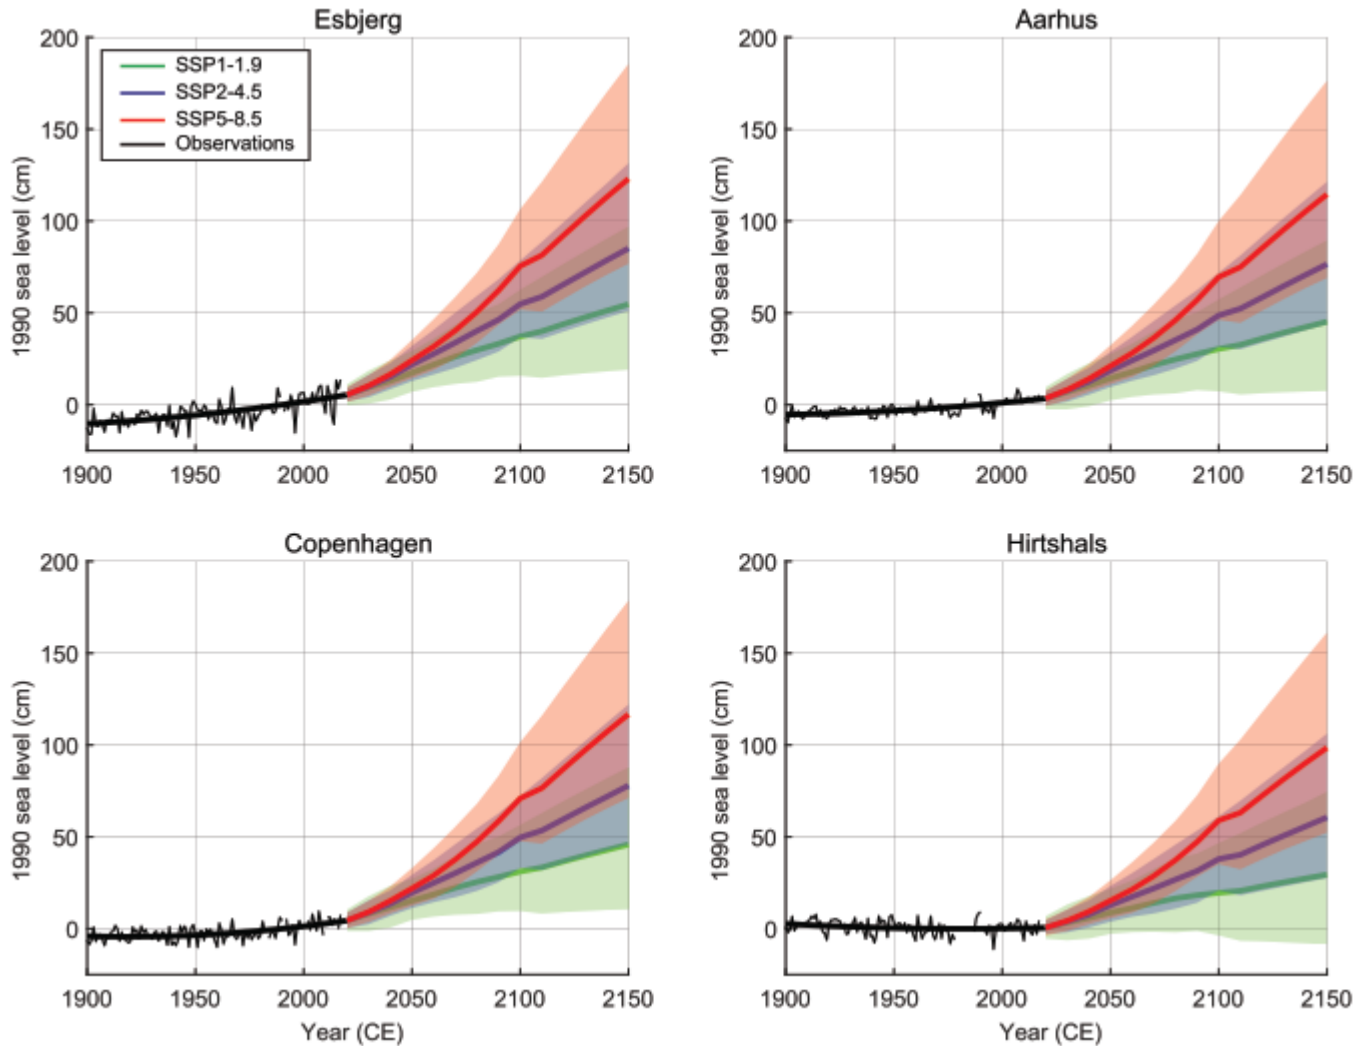 Esbjerg
200
150
100
50
0
1990 sea level (cm)
SSP1-1.9
SSP2-4.5
SSP5-8.5
Observations
1900 1950 2000 2050 2100 2150
Aarhus
200
150
100
50
0
1990 sea level (cm)
1900 1950 2000 2050 2100 2150
Copenhagen
200
150
100
50
0
1990 sea level (cm)
1900 1950 2000 2050 2100 2150
Year (CE)
Hirtshals
200
150
100
50
0
1990 sea level (cm)
1900 1950 2000 2050 2100 2150
Year (CE)